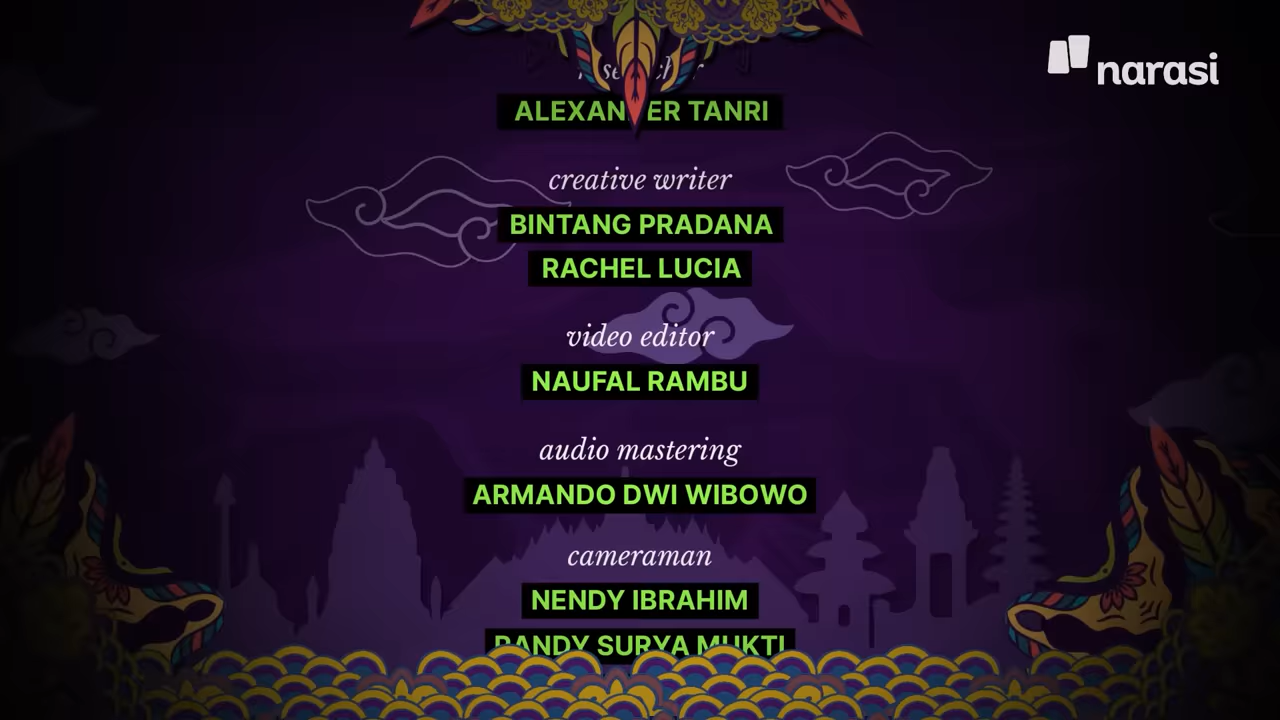 narasi
ALEXANDER TANRI
creative writer
BINTANG PRADANA
RACHEL LUCIA
video editor
NAUFAL RAMBU
audio mastering
ARMANDO DWI WIBOWO
cameraman
NENDY IBRAHIM
SURYA MUKTI